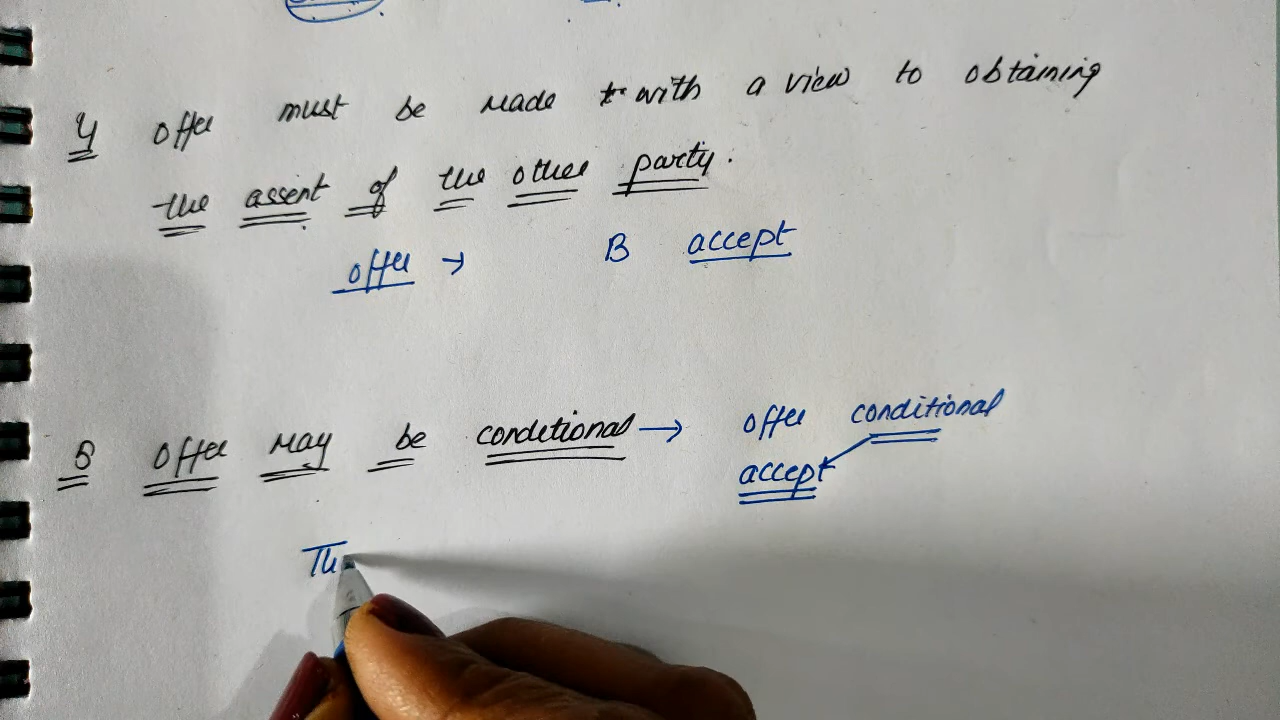 4 offer must be made with a view to obtaining
the assent of the other party.
offer → B accept
5 offer may be conditional → offer conditional
accept
Th